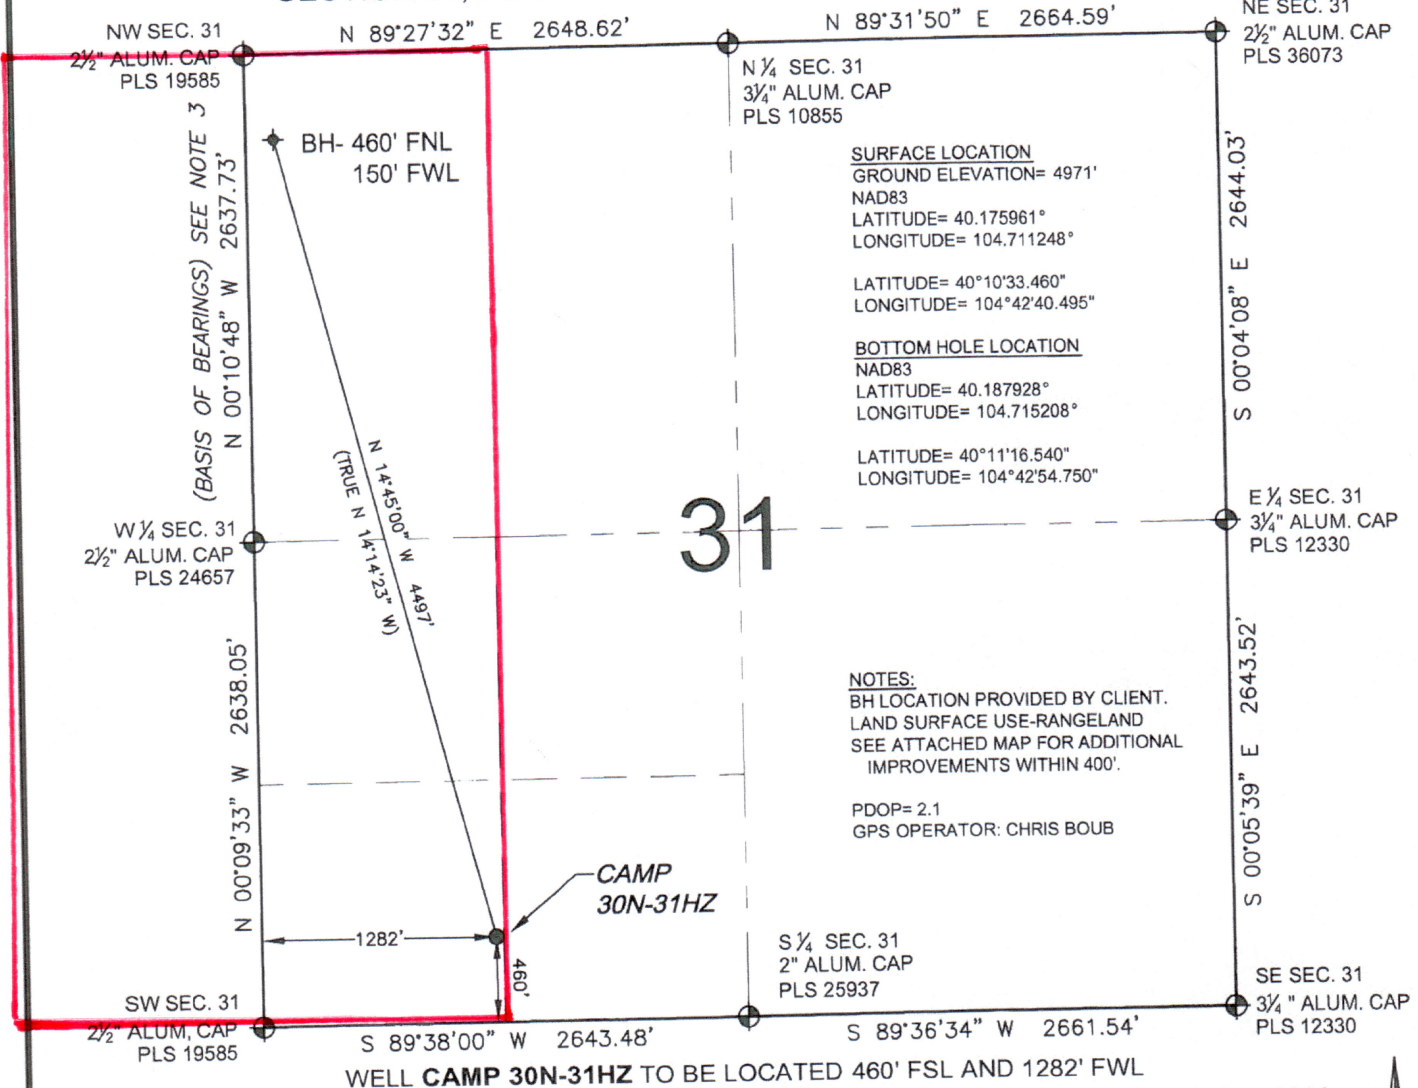 N 89°27'32" E 2648.62'
N 89°31'50" E 2664.59'
NW SEC. 31
2½" ALUM. CAP
PLS 19585
NE SEC. 31
2½" ALUM. CAP
PLS 36073
N ¼ SEC. 31
3¼" ALUM. CAP
PLS 10855
BH- 460' FNL
150' FWL
(BASIS OF BEARINGS) SEE NOTE 3
N 00°10'48" W 2637.73'
SURFACE LOCATION
GROUND ELEVATION= 4971'
NAD83
LATITUDE= 40.175961°
LONGITUDE= 104.711248°
LATITUDE= 40°10'33.460"
LONGITUDE= 104°42'40.495"
BOTTOM HOLE LOCATION
NAD83
LATITUDE= 40.187928°
LONGITUDE= 104.715208°
LATITUDE= 40°11'16.540"
LONGITUDE= 104°42'54.750"
S 00°04'08" E 2644.03'
N 14°45'00" W 4497'
(TRUE N 14°14'23" W)
31
W ¼ SEC. 31
2½" ALUM. CAP
PLS 24657
E ¼ SEC. 31
3¼" ALUM. CAP
PLS 12330
N 00°09'33" W 2638.05'
NOTES:
BH LOCATION PROVIDED BY CLIENT.
LAND SURFACE USE-RANGELAND
SEE ATTACHED MAP FOR ADDITIONAL
IMPROVEMENTS WITHIN 400'.
PDOP= 2.1
GPS OPERATOR: CHRIS BOUB
S 00°05'39" E 2643.52'
CAMP
30N-31HZ
1282'
460'
S ¼ SEC. 31
2" ALUM. CAP
PLS 25937
SW SEC. 31
2½" ALUM, CAP
PLS 19585
SE SEC. 31
3¼ " ALUM. CAP
PLS 12330
S 89°38'00" W 2643.48'
S 89°36'34" W 2661.54'
WELL CAMP 30N-31HZ TO BE LOCATED 460' FSL AND 1282' FWL